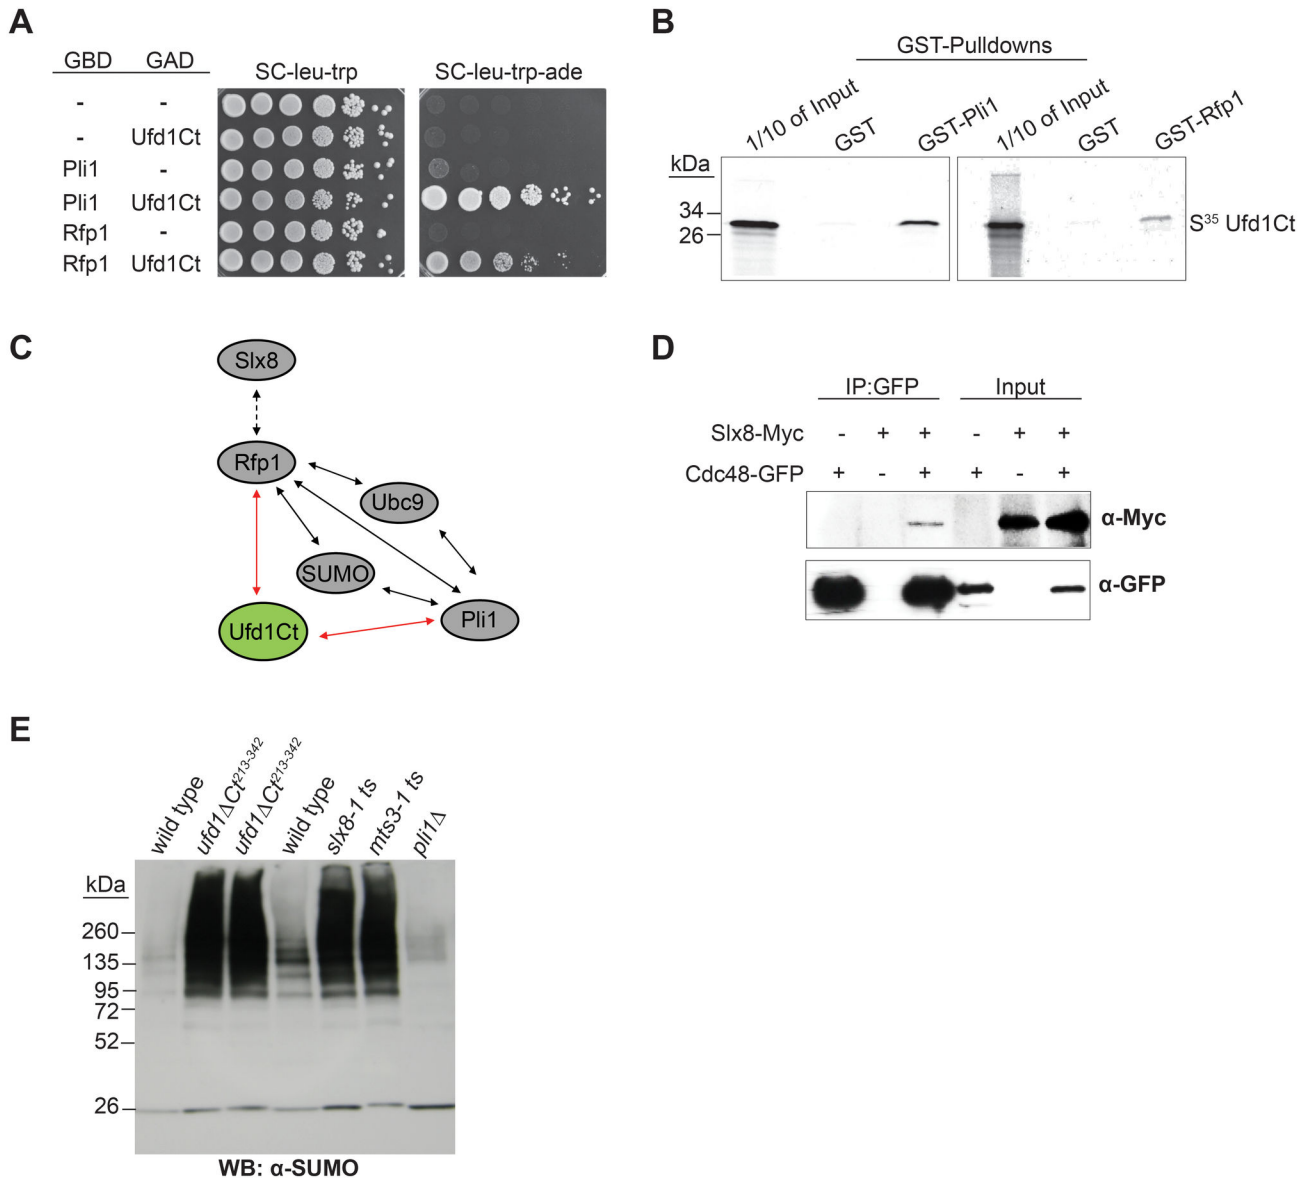 A
GBD GAD SC-leu-trp SC-leu-trp-ade
- -
- Ufd1Ct
Pli1 -
Pli1 Ufd1Ct
Rfp1 -
Rfp1 Ufd1Ct
B
GST-Pulldowns
1/10 of Input GST GST-Pli1 1/10 of Input GST GST-Rfp1
kDa
34
26
S³⁵ Ufd1Ct
C
Slx8
Rfp1
Ubc9
SUMO
Ufd1Ct
Pli1
D
IP:GFP Input
Slx8-Myc - + + - + +
Cdc48-GFP + - + + - +
α-Myc
α-GFP
E
wild type ufd1ΔCt²¹³⁻³⁴² ufd1ΔCt²¹³⁻³⁴² wild type slx8-1 ts mts3-1 ts pli1Δ
kDa
260
135
95
72
52
26
WB: α-SUMO